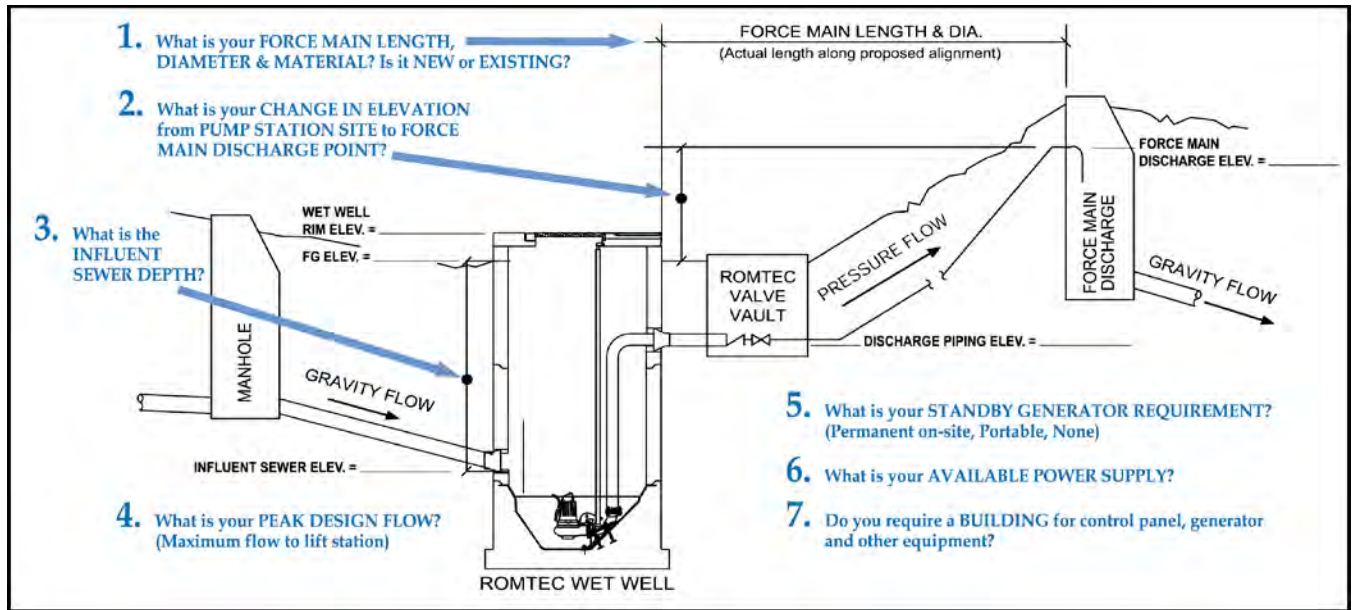 1. What is your FORCE MAIN LENGTH,
DIAMETER & MATERIAL? Is it NEW or EXISTING?
FORCE MAIN LENGTH & DIA.
(Actual length along proposed alignment)
2. What is your CHANGE IN ELEVATION
from PUMP STATION SITE to FORCE
MAIN DISCHARGE POINT?
FORCE MAIN
DISCHARGE ELEV. =
3. What is the
INFLUENT
SEWER DEPTH?
WET WELL
RIM ELEV. =
FG ELEV. =
MANHOLE
GRAVITY FLOW
INFLUENT SEWER ELEV. =
ROMTEC
VALVE
VAULT
PRESSURE FLOW
FORCE MAIN
DISCHARGE
GRAVITY FLOW
DISCHARGE PIPING ELEV. =
4. What is your PEAK DESIGN FLOW?
(Maximum flow to lift station)
ROMTEC WET WELL
5. What is your STANDBY GENERATOR REQUIREMENT?
(Permanent on-site, Portable, None)
6. What is your AVAILABLE POWER SUPPLY?
7. Do you require a BUILDING for control panel, generator
and other equipment?